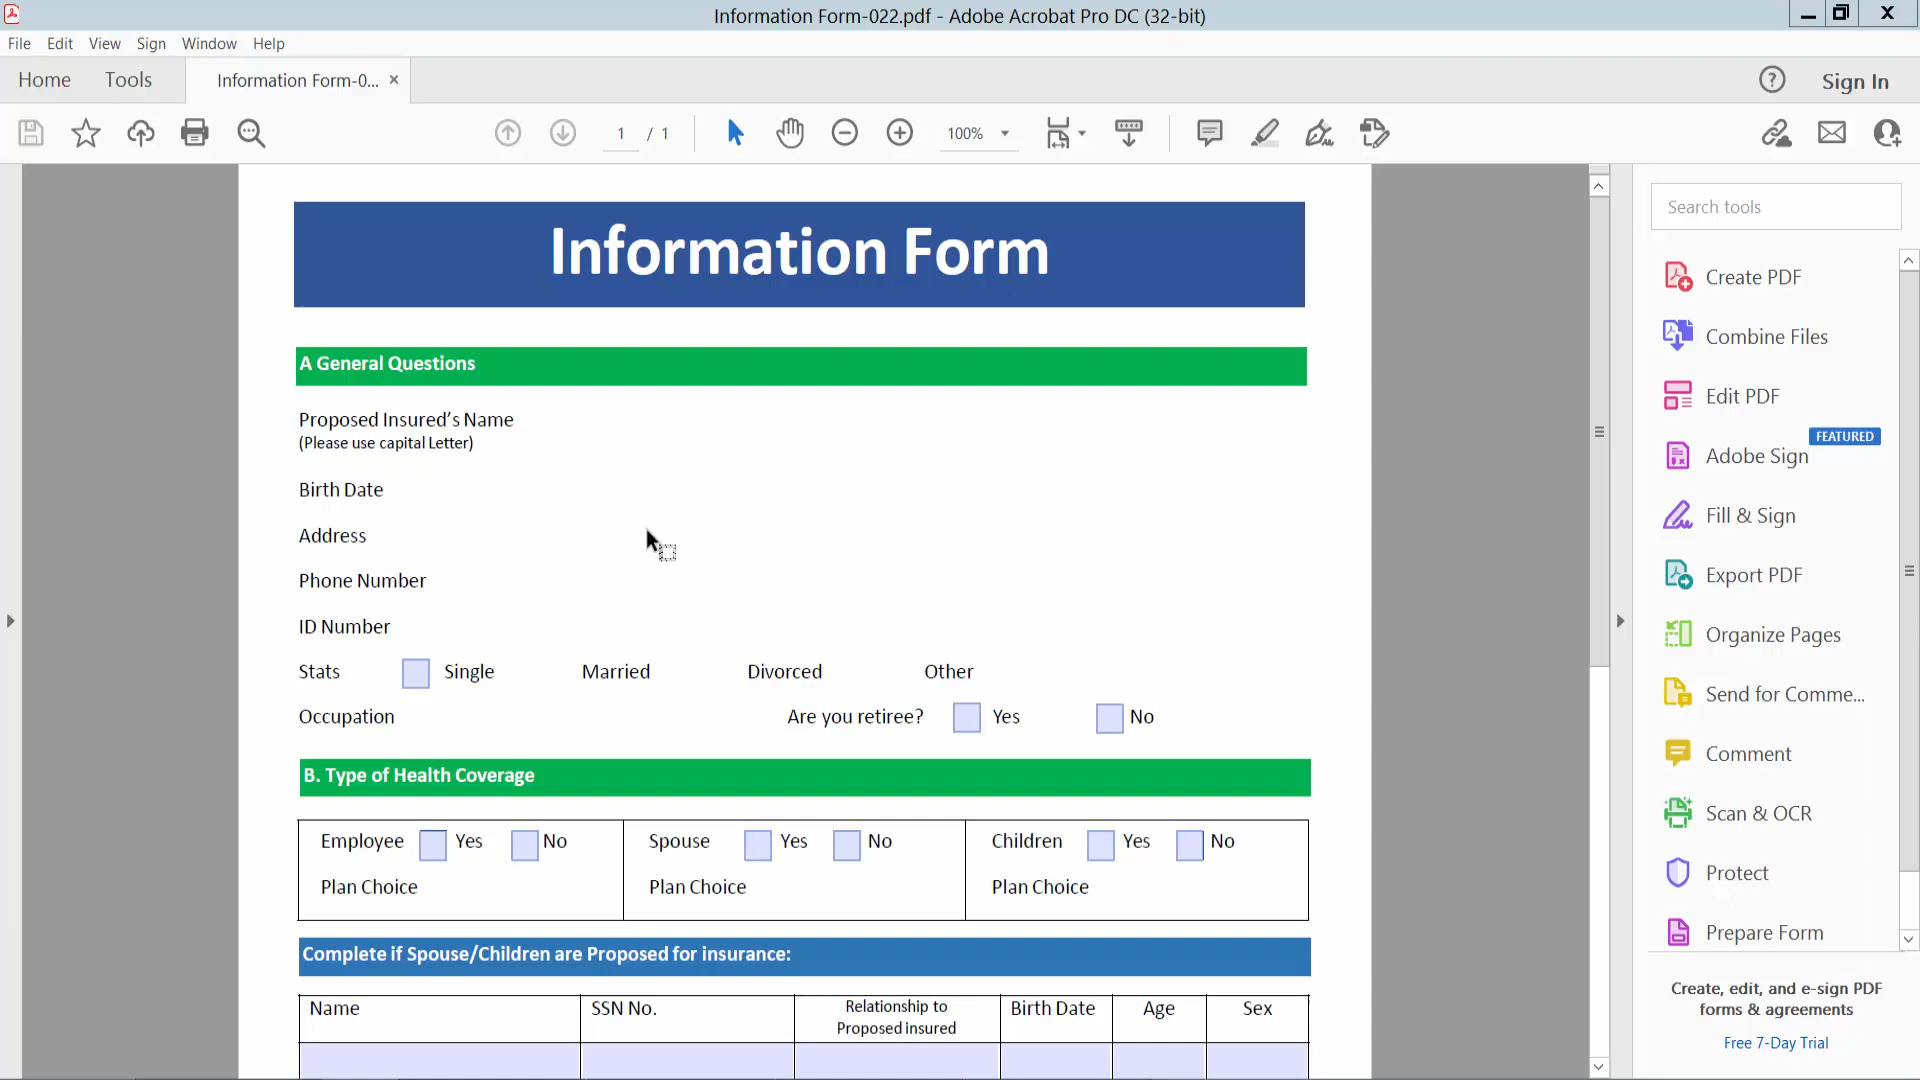 Information Form-022.pdf - Adobe Acrobat Pro DC (32-bit)
File Edit View Sign Window Help
Home Tools Information Form-0... × Sign In
1 / 1 100%
Search tools
Create PDF
Combine Files
Edit PDF
FEATURED
Adobe Sign
Fill & Sign
Export PDF
Organize Pages
Send for Comme...
Comment
Scan & OCR
Protect
Prepare Form
Create, edit, and e-sign PDF
forms & agreements
Free 7-Day Trial
Information Form
A General Questions
Proposed Insured’s Name
(Please use capital Letter)
Birth Date
Address
Phone Number
ID Number
Stats Single Married Divorced Other
Occupation Are you retiree? Yes No
B. Type of Health Coverage
Employee Yes No Spouse Yes No Children Yes No
Plan Choice Plan Choice Plan Choice
Complete if Spouse/Children are Proposed for insurance:
Name SSN No. Relationship to Proposed insured Birth Date Age Sex